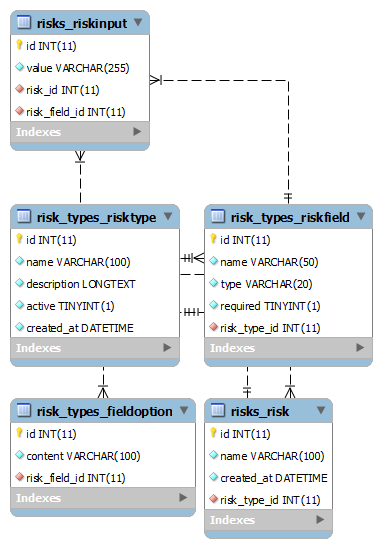 risks_riskinput
id INT(11)
value VARCHAR(255)
risk_id INT(11)
risk_field_id INT(11)
Indexes
risk_types_risktype
id INT(11)
name VARCHAR(100)
description LONGTEXT
active TINYINT(1)
created_at DATETIME
Indexes
risk_types_riskfield
id INT(11)
name VARCHAR(50)
type VARCHAR(20)
required TINYINT(1)
risk_type_id INT(11)
Indexes
risk_types_fieldoption
id INT(11)
content VARCHAR(100)
risk_field_id INT(11)
Indexes
risks_risk
id INT(11)
name VARCHAR(100)
created_at DATETIME
risk_type_id INT(11)
Indexes